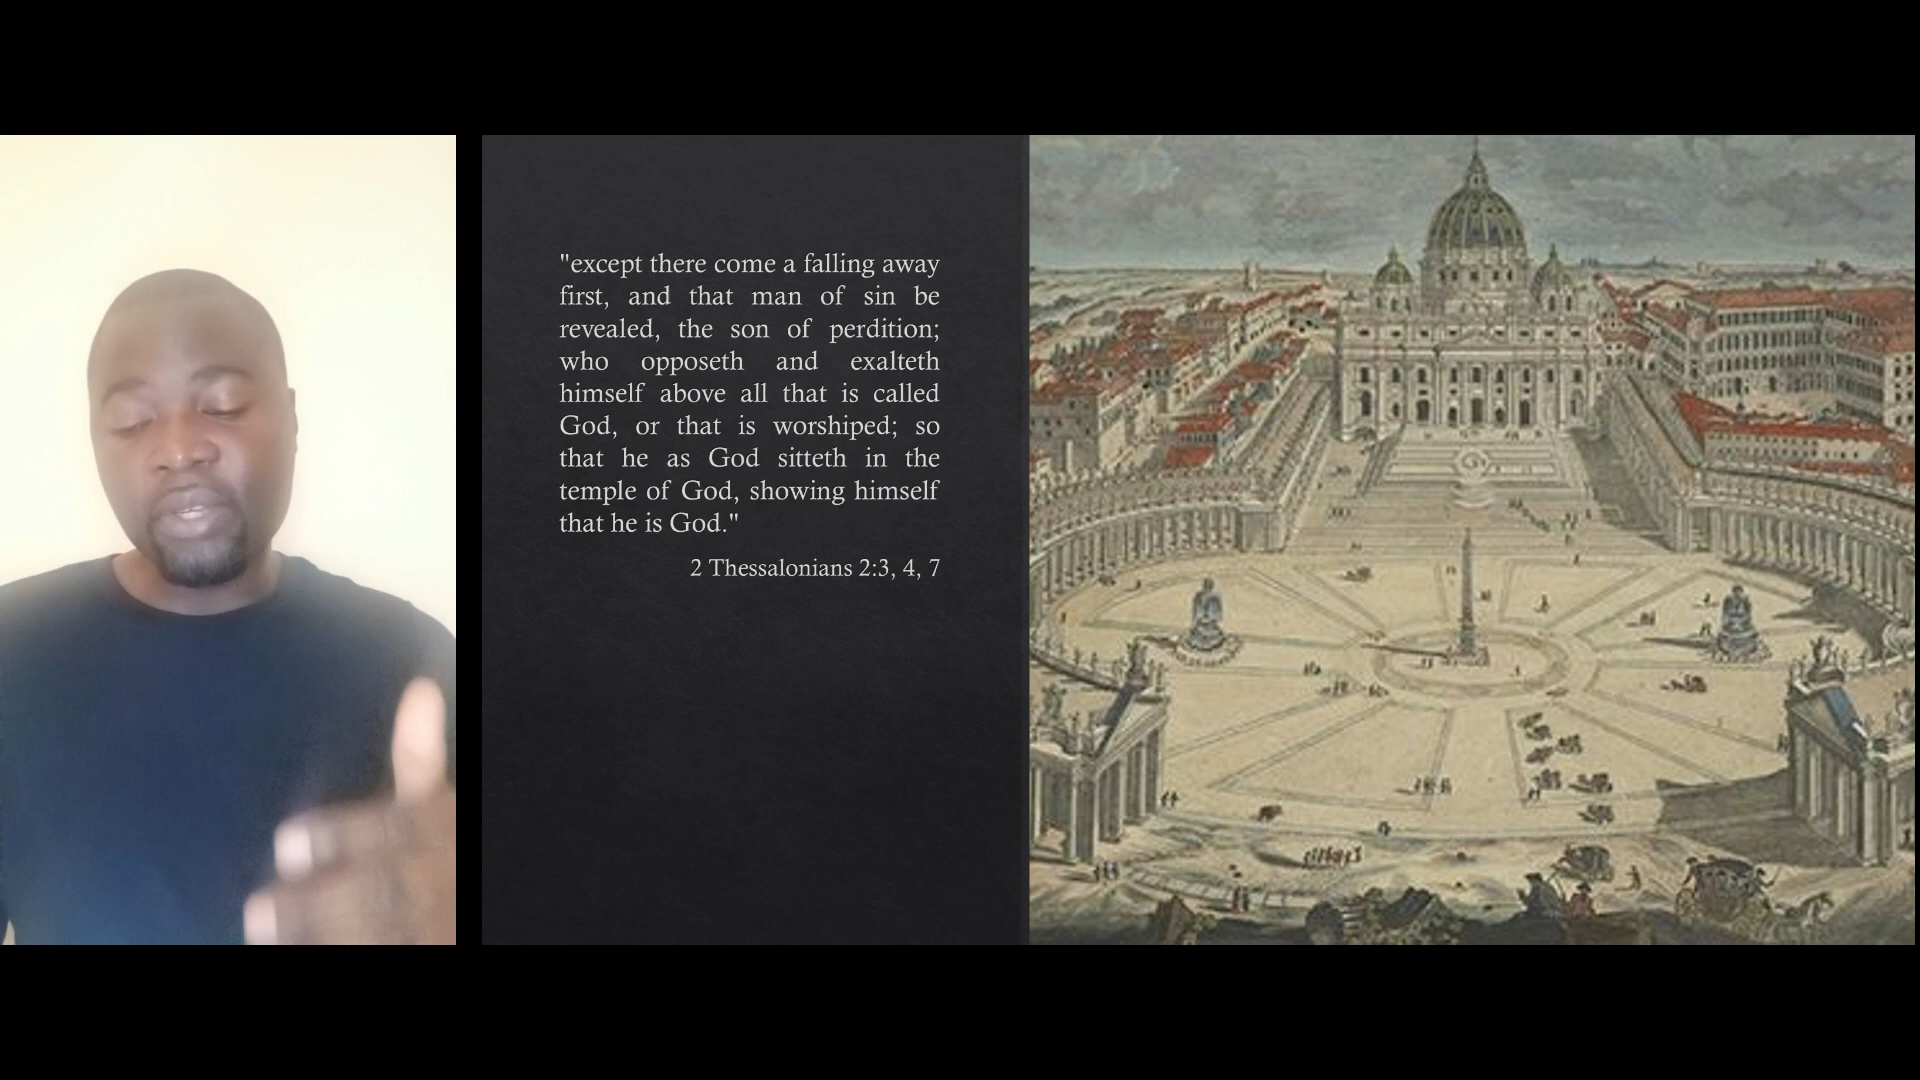 "except there come a falling away
first, and that man of sin be
revealed, the son of perdition;
who opposeth and exalteth
himself above all that is called
God, or that is worshiped; so
that he as God sitteth in the
temple of God, showing himself
that he is God."
2 Thessalonians 2:3, 4, 7